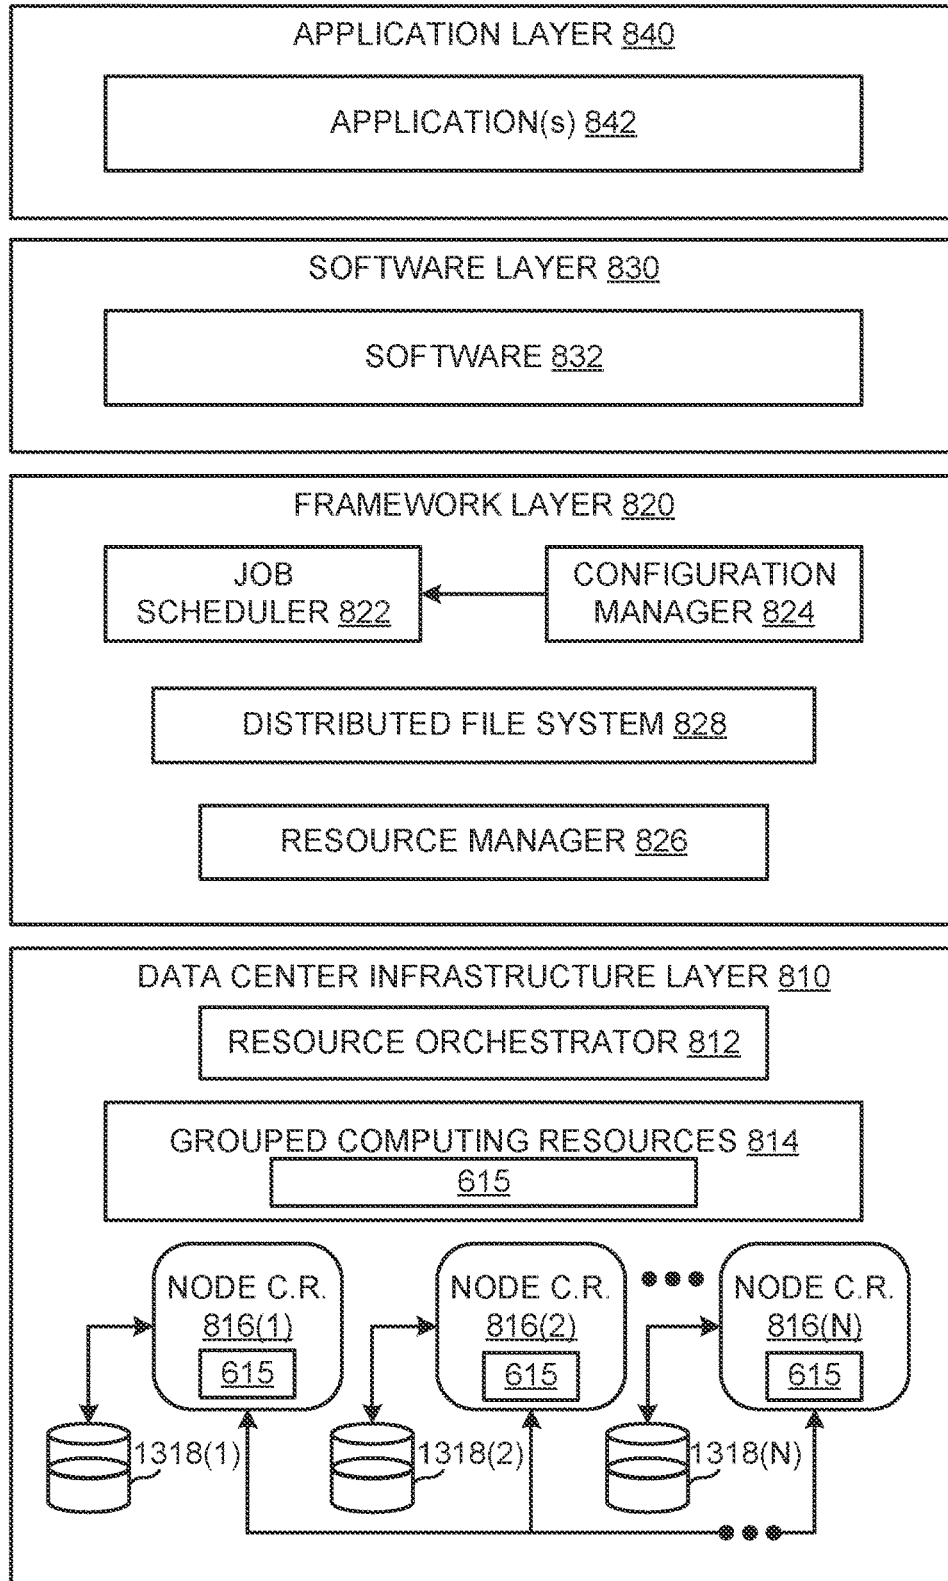 APPLICATION LAYER 840
APPLICATION(s) 842
SOFTWARE LAYER 830
SOFTWARE 832
FRAMEWORK LAYER 820
JOB
SCHEDULER 822
CONFIGURATION
MANAGER 824
DISTRIBUTED FILE SYSTEM 828
RESOURCE MANAGER 826
DATA CENTER INFRASTRUCTURE LAYER 810
RESOURCE ORCHESTRATOR 812
GROUPED COMPUTING RESOURCES 814
615
NODE C.R.
816(1)
615
NODE C.R.
816(2)
615
NODE C.R.
816(N)
615
1318(1)
1318(2)
1318(N)